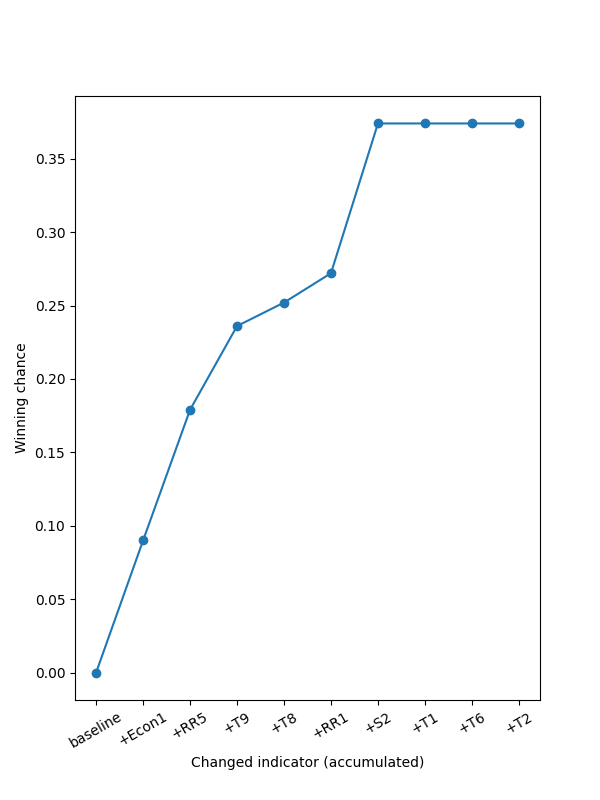 Winning chance
0.35
0.30
0.25
0.20
0.15
0.10
0.05
0.00
baseline
+Econ1
+RR5
+T9
+T8
+RR1
+S2
+T1
+T6
+T2
Changed indicator (accumulated)